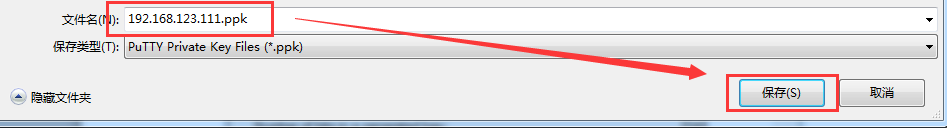 文件名(N): 192.168.123.111.ppk
保存类型(T): PuTTY Private Key Files (*.ppk)
隐藏文件夹 保存(S) 取消